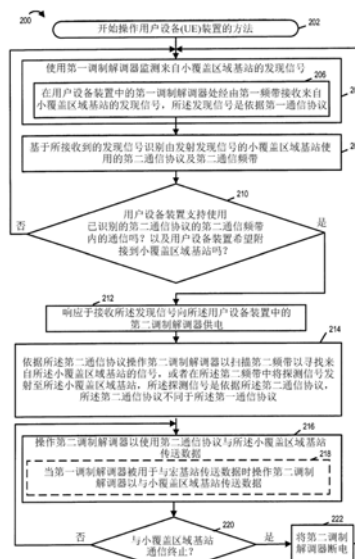 200
开始操作用户设备(UE)装置的方法
202
使用第一调制解调器监测来自小覆盖区域基站的发现信号
206
在用户设备装置中的第一调制解调器处经由第一频带接收来自
小覆盖区域基站的发现信号，所述发现信号是依据第一通信协议
基于所接收到的发现信号识别由发射发现信号的小覆盖区域基站使
用的第二通信协议及第二通信频带
210
用户设备装置支持使用
已识别的第二通信协议的第二通信频带
内的通信吗？以及用户设备装置希望附
接到小覆盖区域基站吗？
否
是
212
响应于接收所述发现信号向所述用户设备装置中的
第二调制解调器供电
214
依据所述第二通信协议操作第二调制解调器以扫描第二频带以寻找来
自所述小覆盖区域基站的信号，或者在所述第二频带中将探测信号发
射至所述小覆盖区域基站，所述探测信号是依据所述第二通信协议，
所述第二通信协议不同于所述第一通信协议
216
操作第二调制解调器以使用第二通信协议与所述小覆盖区域基站
传送数据
218
当第一调制解调器被用于与宏基站传送数据时操作第二调制
解调器以与小覆盖区域基站传送数据
220
否
与小覆盖区域基站
通信终止？
是
222
将第二调制
解调器断电